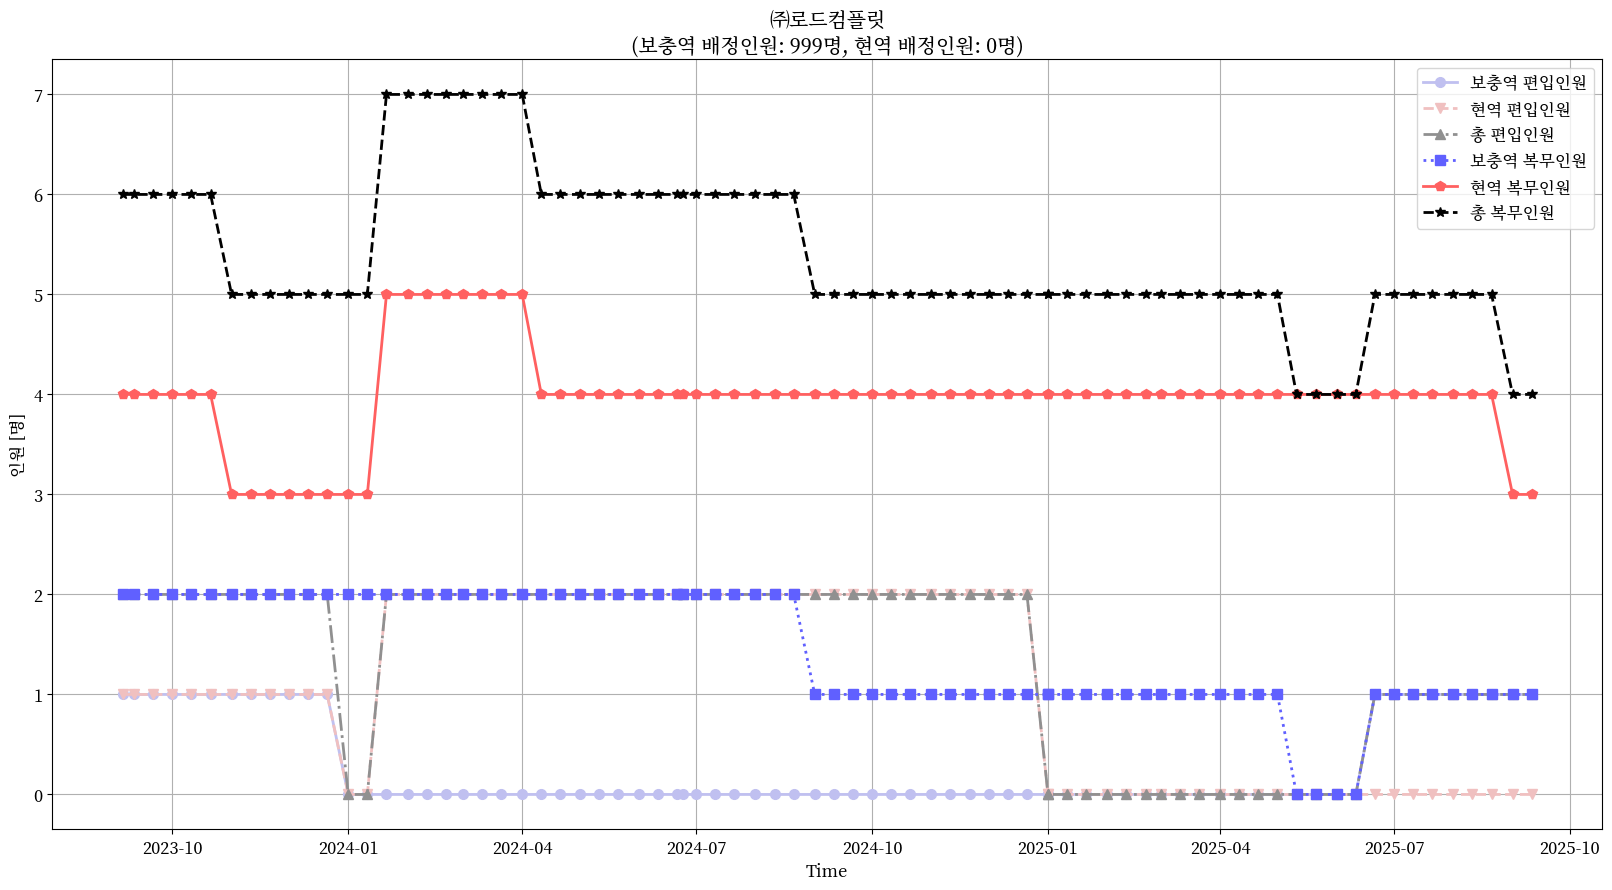 ㈜로드컴플릿
(보충역 배정인원: 999명, 현역 배정인원: 0명)
보충역 편입인원
현역 편입인원
총 편입인원
보충역 복무인원
현역 복무인원
총 복무인원
인원 [명]
7
6
5
4
3
2
1
0
2023-10
2024-01
2024-04
2024-07
2024-10
2025-01
2025-04
2025-07
2025-10
Time